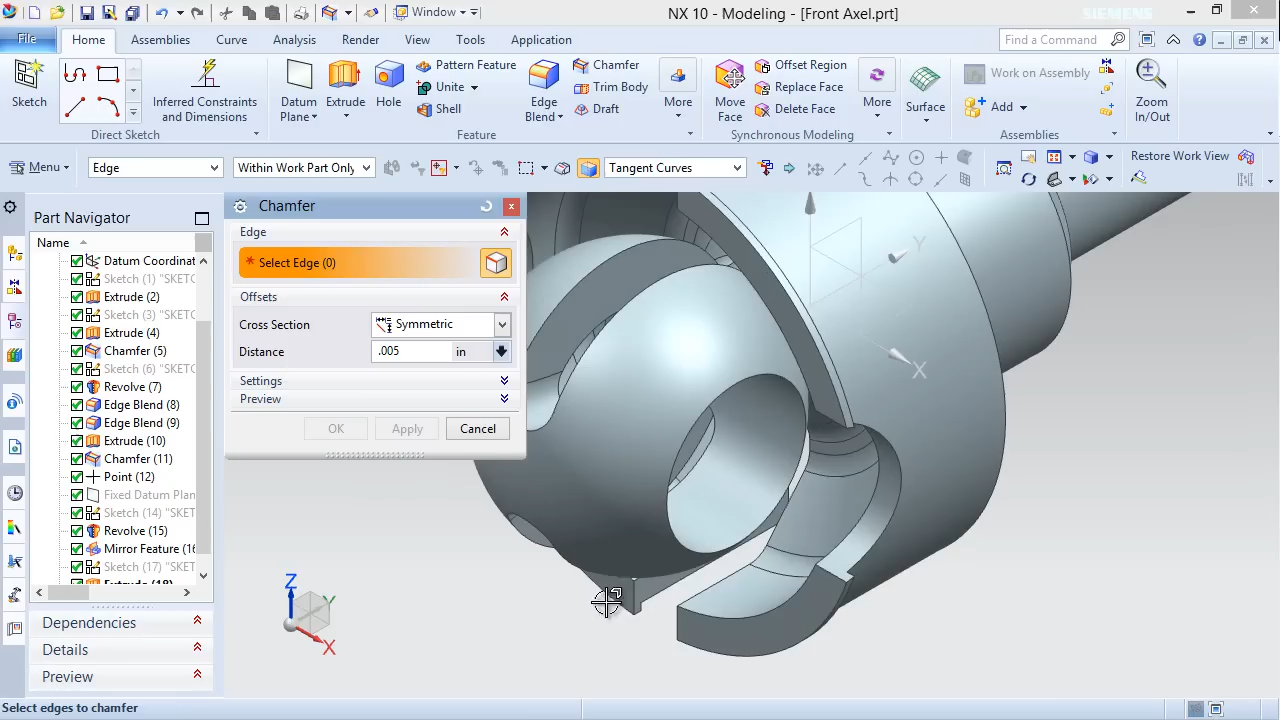 Window
NX 10 - Modeling - [Front Axel.prt]
SIEMENS
File
Home
Assemblies
Curve
Analysis
Render
View
Tools
Application
Find a Command
Sketch
Inferred Constraints
and Dimensions
Direct Sketch
Datum
Plane
Extrude
Hole
Pattern Feature
Unite
Shell
Edge
Blend
Chamfer
Trim Body
Draft
More
Feature
Move
Face
Offset Region
Replace Face
Delete Face
More
Synchronous Modeling
Surface
Work on Assembly
Add
Assemblies
Zoom
In/Out
Menu
Edge
Within Work Part Only
Tangent Curves
Restore Work View
Part Navigator
Name
Datum Coordinat
Sketch (1) "SKETC
Extrude (2)
Sketch (3) "SKETC
Extrude (4)
Chamfer (5)
Sketch (6) "SKETC
Revolve (7)
Edge Blend (8)
Edge Blend (9)
Extrude (10)
Chamfer (11)
Point (12)
Fixed Datum Plan
Sketch (14) "SKET
Revolve (15)
Mirror Feature (16
Sketch (17) "SKET
Extrude (18)
Dependencies
Details
Preview
Chamfer
Edge
* Select Edge (0)
Offsets
Cross Section
Symmetric
Distance
.005
in
Settings
Preview
OK
Apply
Cancel
Y
X
Z
Y
X
Select edges to chamfer